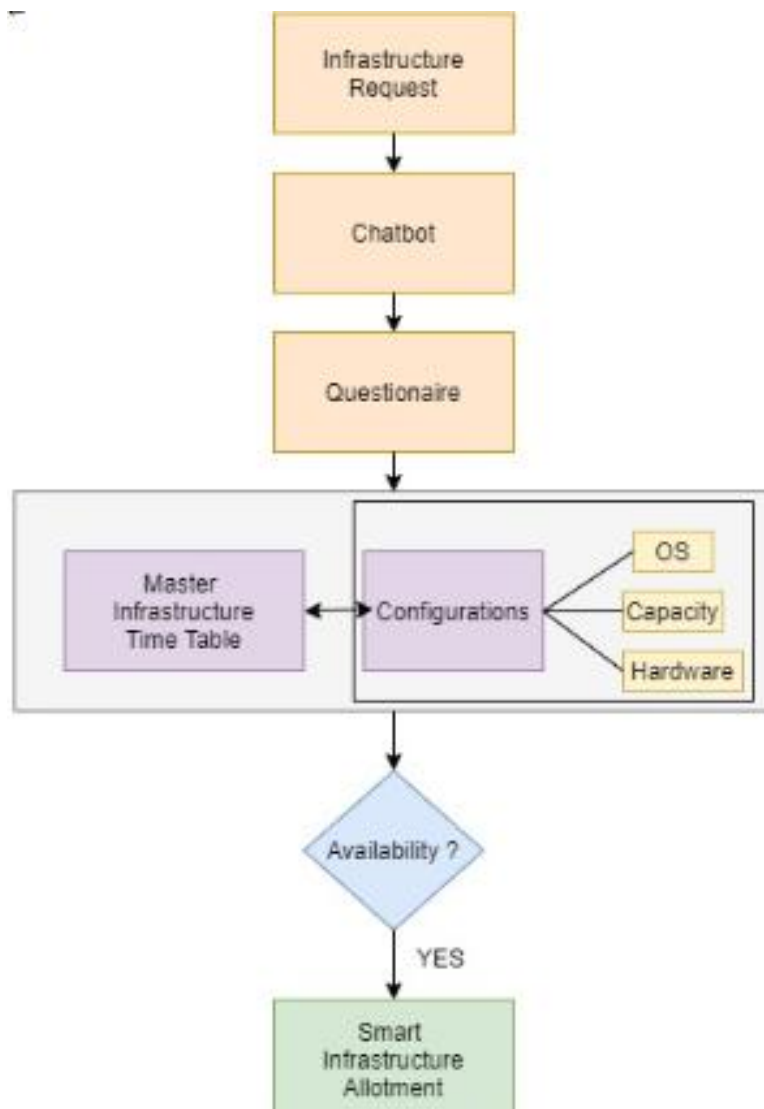 Infrastructure
Request
Chatbot
Questionaire
Master
Infrastructure
Time Table
Configurations
OS
Capacity
Hardware
Availability ?
YES
Smart
Infrastructure
Allotment